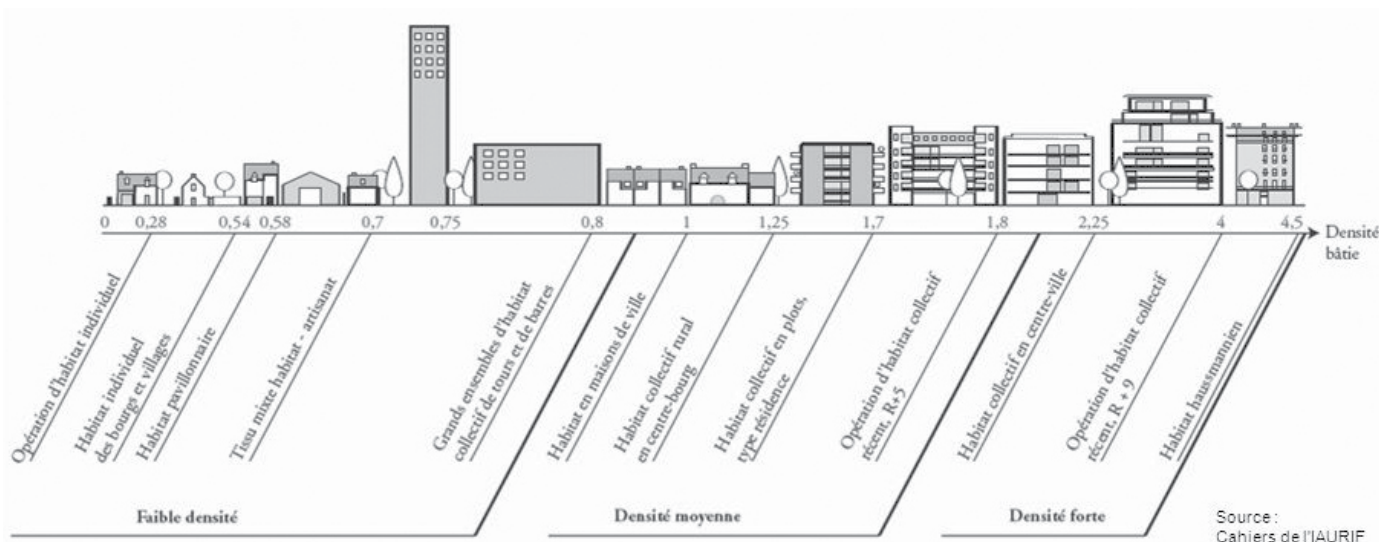 0 0,28 0,54 0,58 0,7 0,75 0,8 1 1,25 1,7 1,8 2,25 4 4,5
Densité
bâtie
Opération d'habitat individuel
Habitat individuel
des bourgs et villages
Habitat pavillonnaire
Tissu mixte habitat - artisanat
Grands ensembles d'habitat
collectif de tours et de barres
Habitat en maisons de ville
Habitat collectif rural
en centre-bourg
Habitat collectif en plots,
type résidence
Opération d'habitat collectif
récent, R+5
Habitat collectif en centre-ville
Opération d'habitat collectif
récent, R + 9
Habitat haussmannien
Faible densité
Densité moyenne
Densité forte
Source :
Cahiers de l'IAURIF